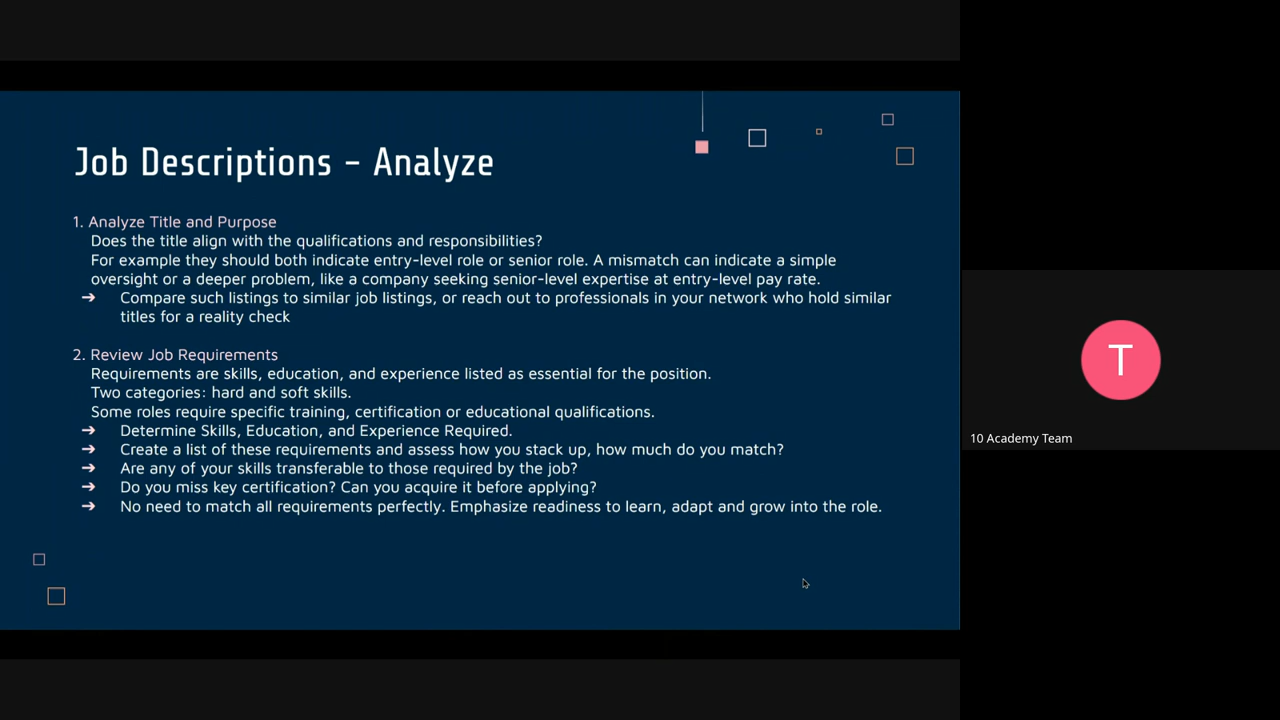 Job Descriptions - Analyze
1. Analyze Title and Purpose
Does the title align with the qualifications and responsibilities?
For example they should both indicate entry-level role or senior role. A mismatch can indicate a simple
oversight or a deeper problem, like a company seeking senior-level expertise at entry-level pay rate.
➔ Compare such listings to similar job listings, or reach out to professionals in your network who hold similar
titles for a reality check
2. Review Job Requirements
Requirements are skills, education, and experience listed as essential for the position.
Two categories: hard and soft skills.
Some roles require specific training, certification or educational qualifications.
➔ Determine Skills, Education, and Experience Required.
➔ Create a list of these requirements and assess how you stack up, how much do you match?
➔ Are any of your skills transferable to those required by the job?
➔ Do you miss key certification? Can you acquire it before applying?
➔ No need to match all requirements perfectly. Emphasize readiness to learn, adapt and grow into the role.
T
10 Academy Team